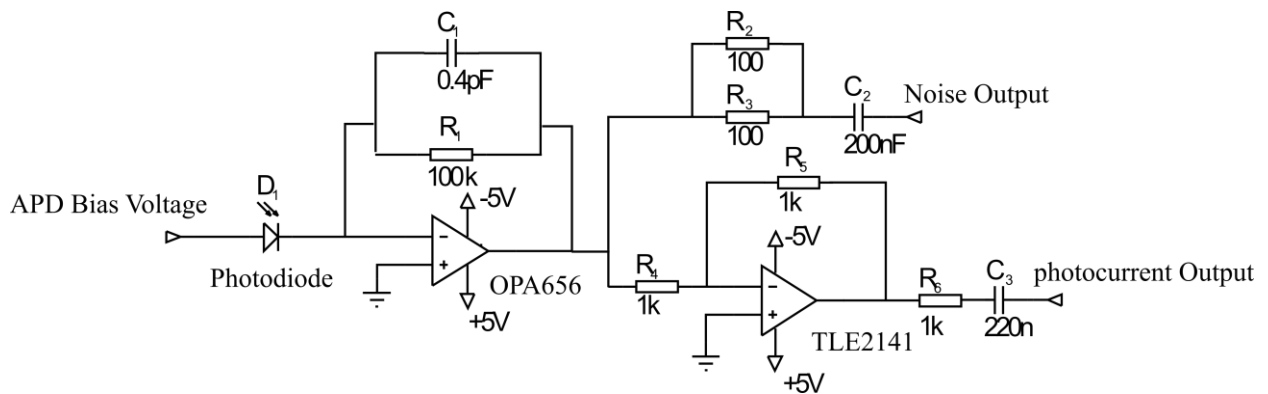 C₁
0.4pF
R₁
100k
R₂
100
R₃
100
C₂
200nF
Noise Output
APD Bias Voltage
D₁
Photodiode
-5V
OPA656
+5V
R₅
1k
R₄
1k
-5V
TLE2141
+5V
R₆
1k
C₃
220n
photocurrent Output